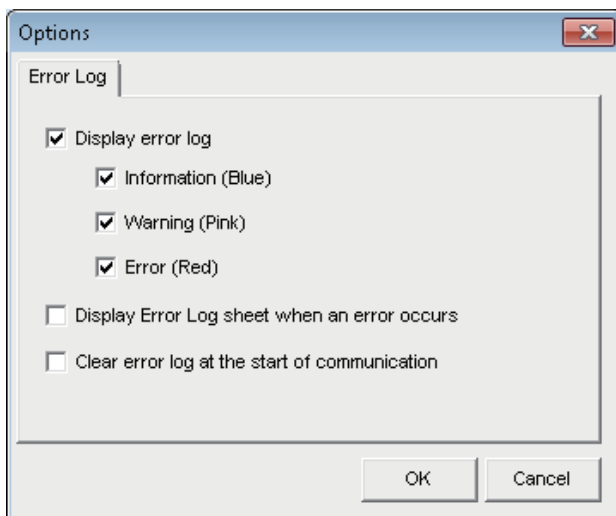 Options
Error Log
Display error log
Information (Blue)
Warning (Pink)
Error (Red)
Display Error Log sheet when an error occurs
Clear error log at the start of communication
OK Cancel